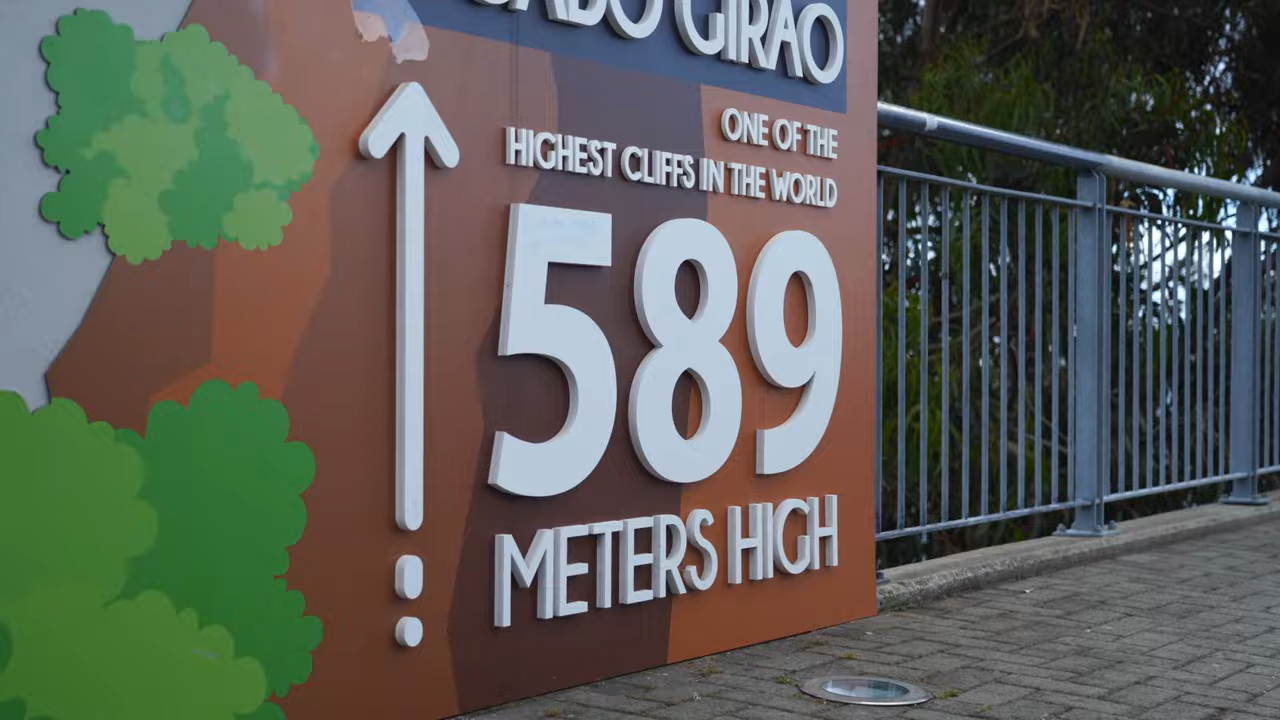 CABO GIRÃO
ONE OF THE
HIGHEST CLIFFS IN THE WORLD
589
METERS HIGH